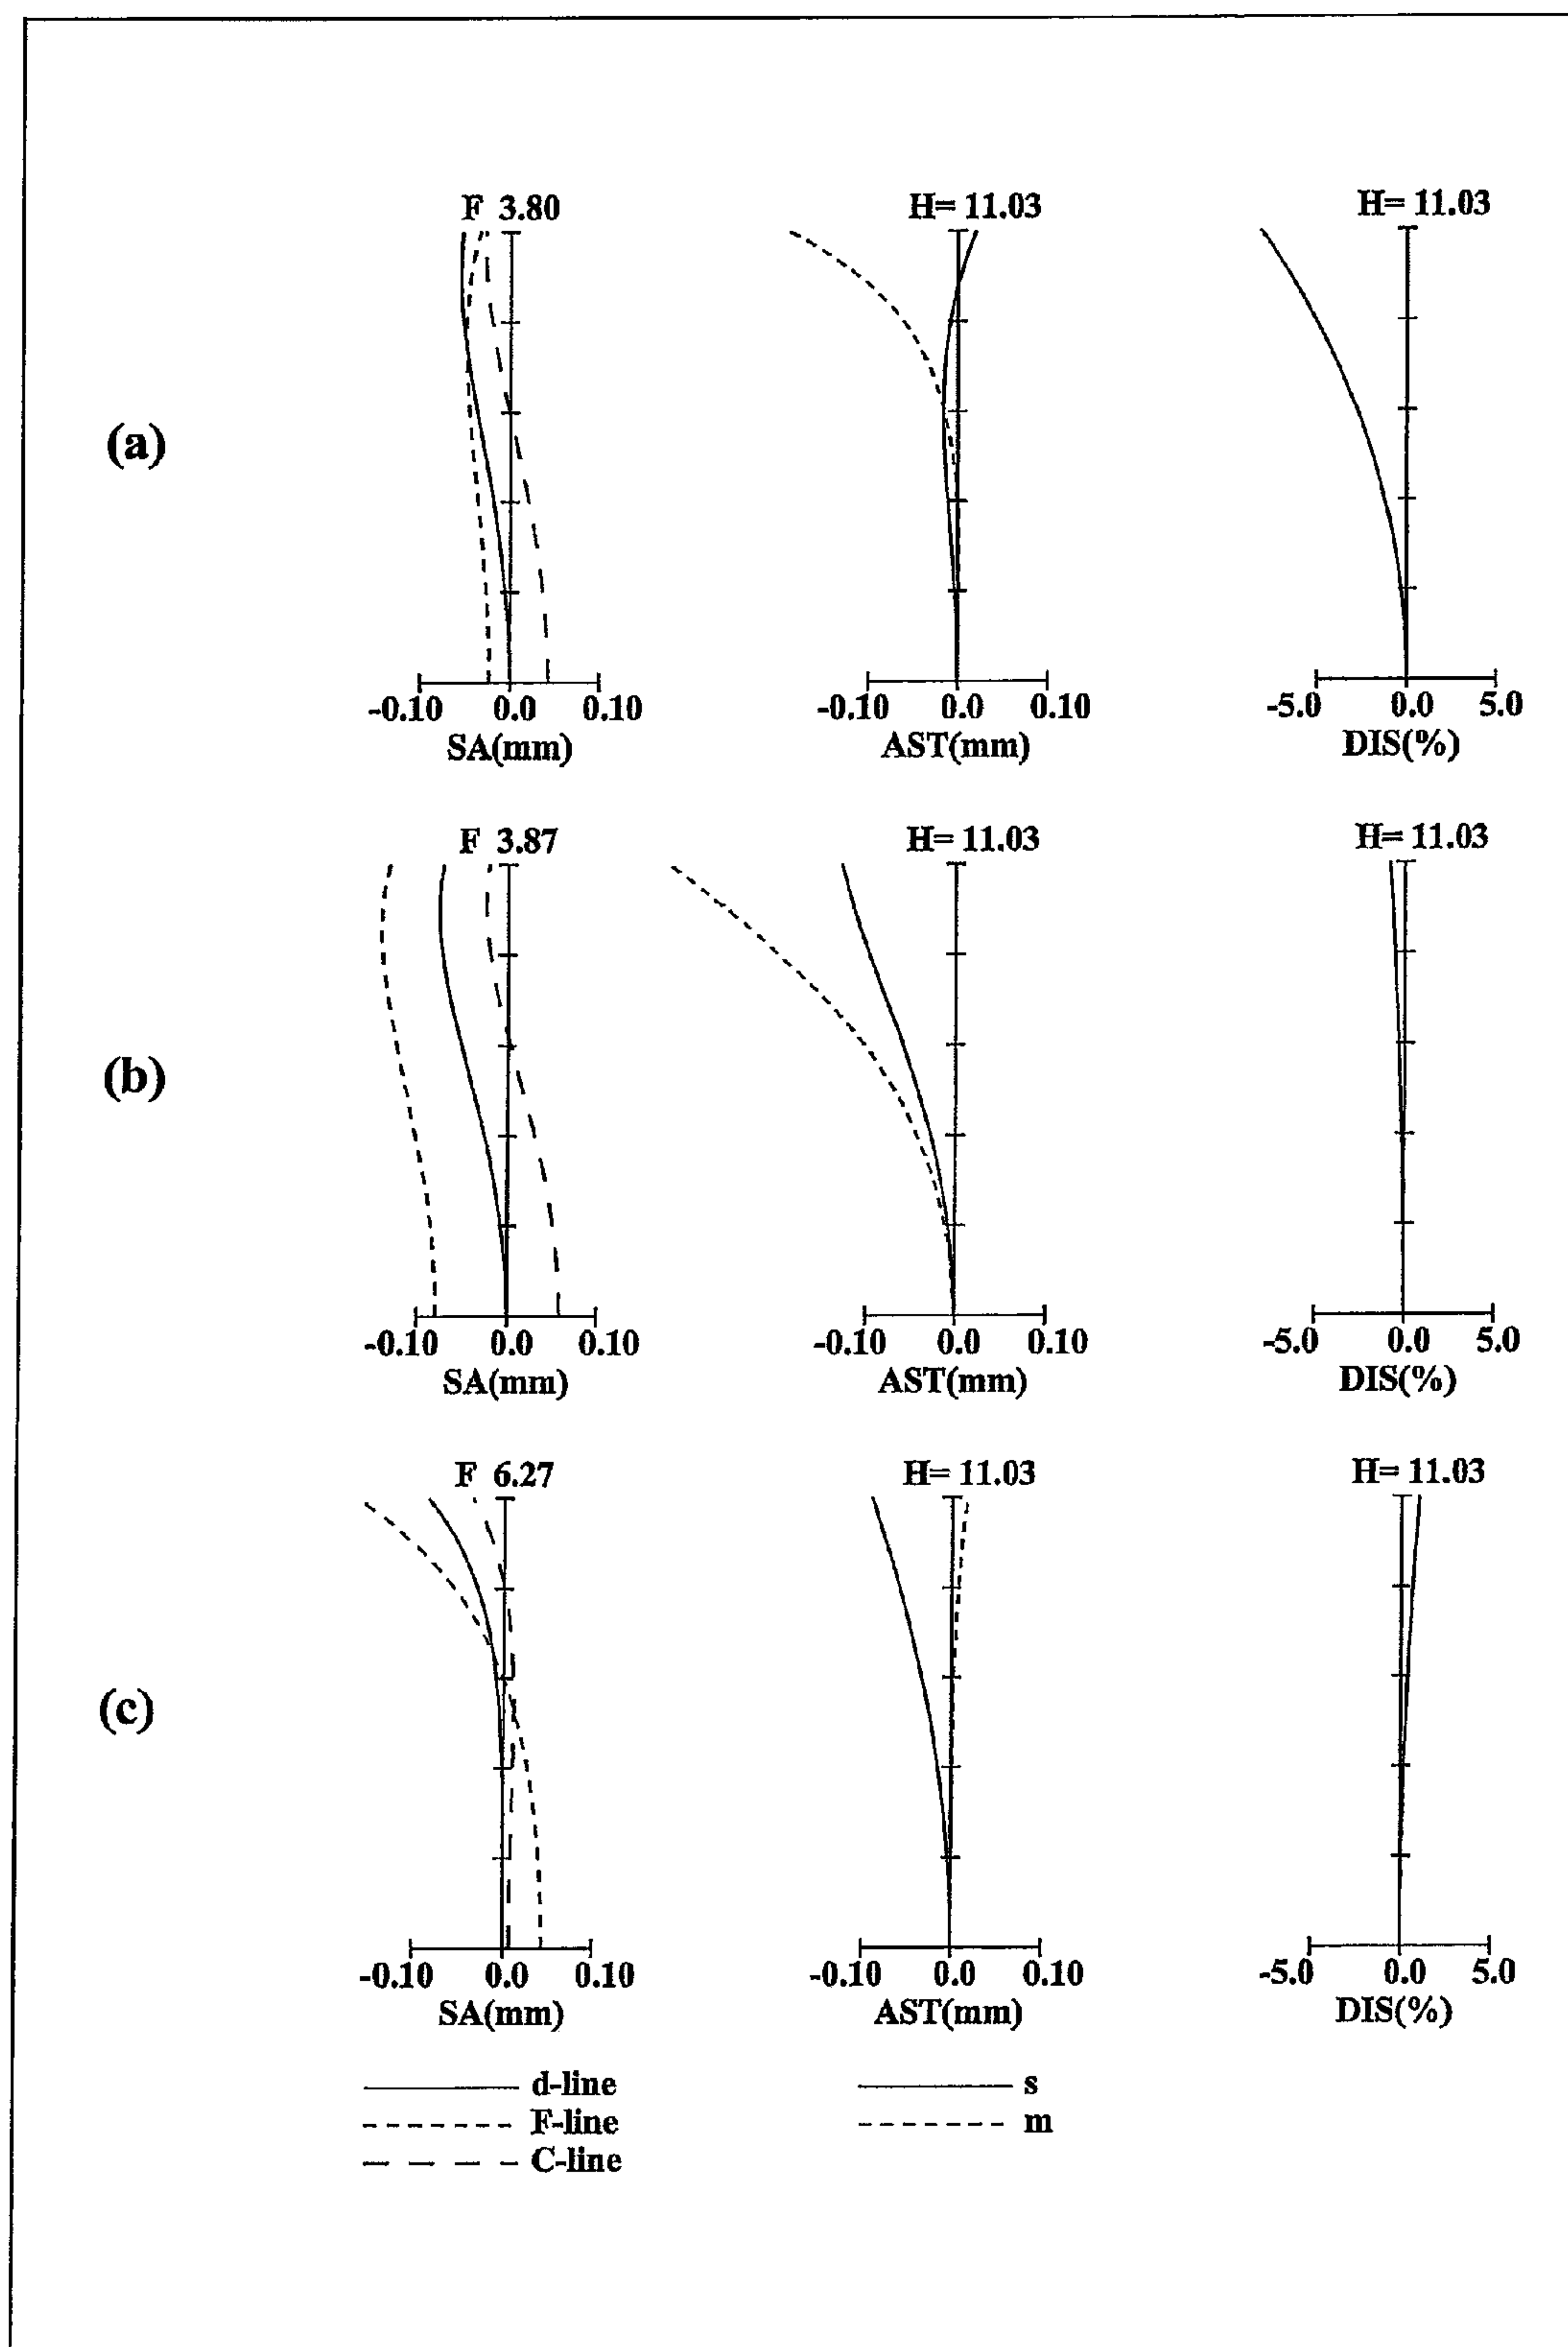 (a)
F 3.80
-0.10 0.0 0.10
SA(mm)
H= 11.03
-0.10 0.0 0.10
AST(mm)
H= 11.03
-5.0 0.0 5.0
DIS(%)
(b)
F 3.87
-0.10 0.0 0.10
SA(mm)
H= 11.03
-0.10 0.0 0.10
AST(mm)
H= 11.03
-5.0 0.0 5.0
DIS(%)
(c)
F 6.27
-0.10 0.0 0.10
SA(mm)
H= 11.03
-0.10 0.0 0.10
AST(mm)
H= 11.03
-5.0 0.0 5.0
DIS(%)
d-line
F-line
C-line
s
m